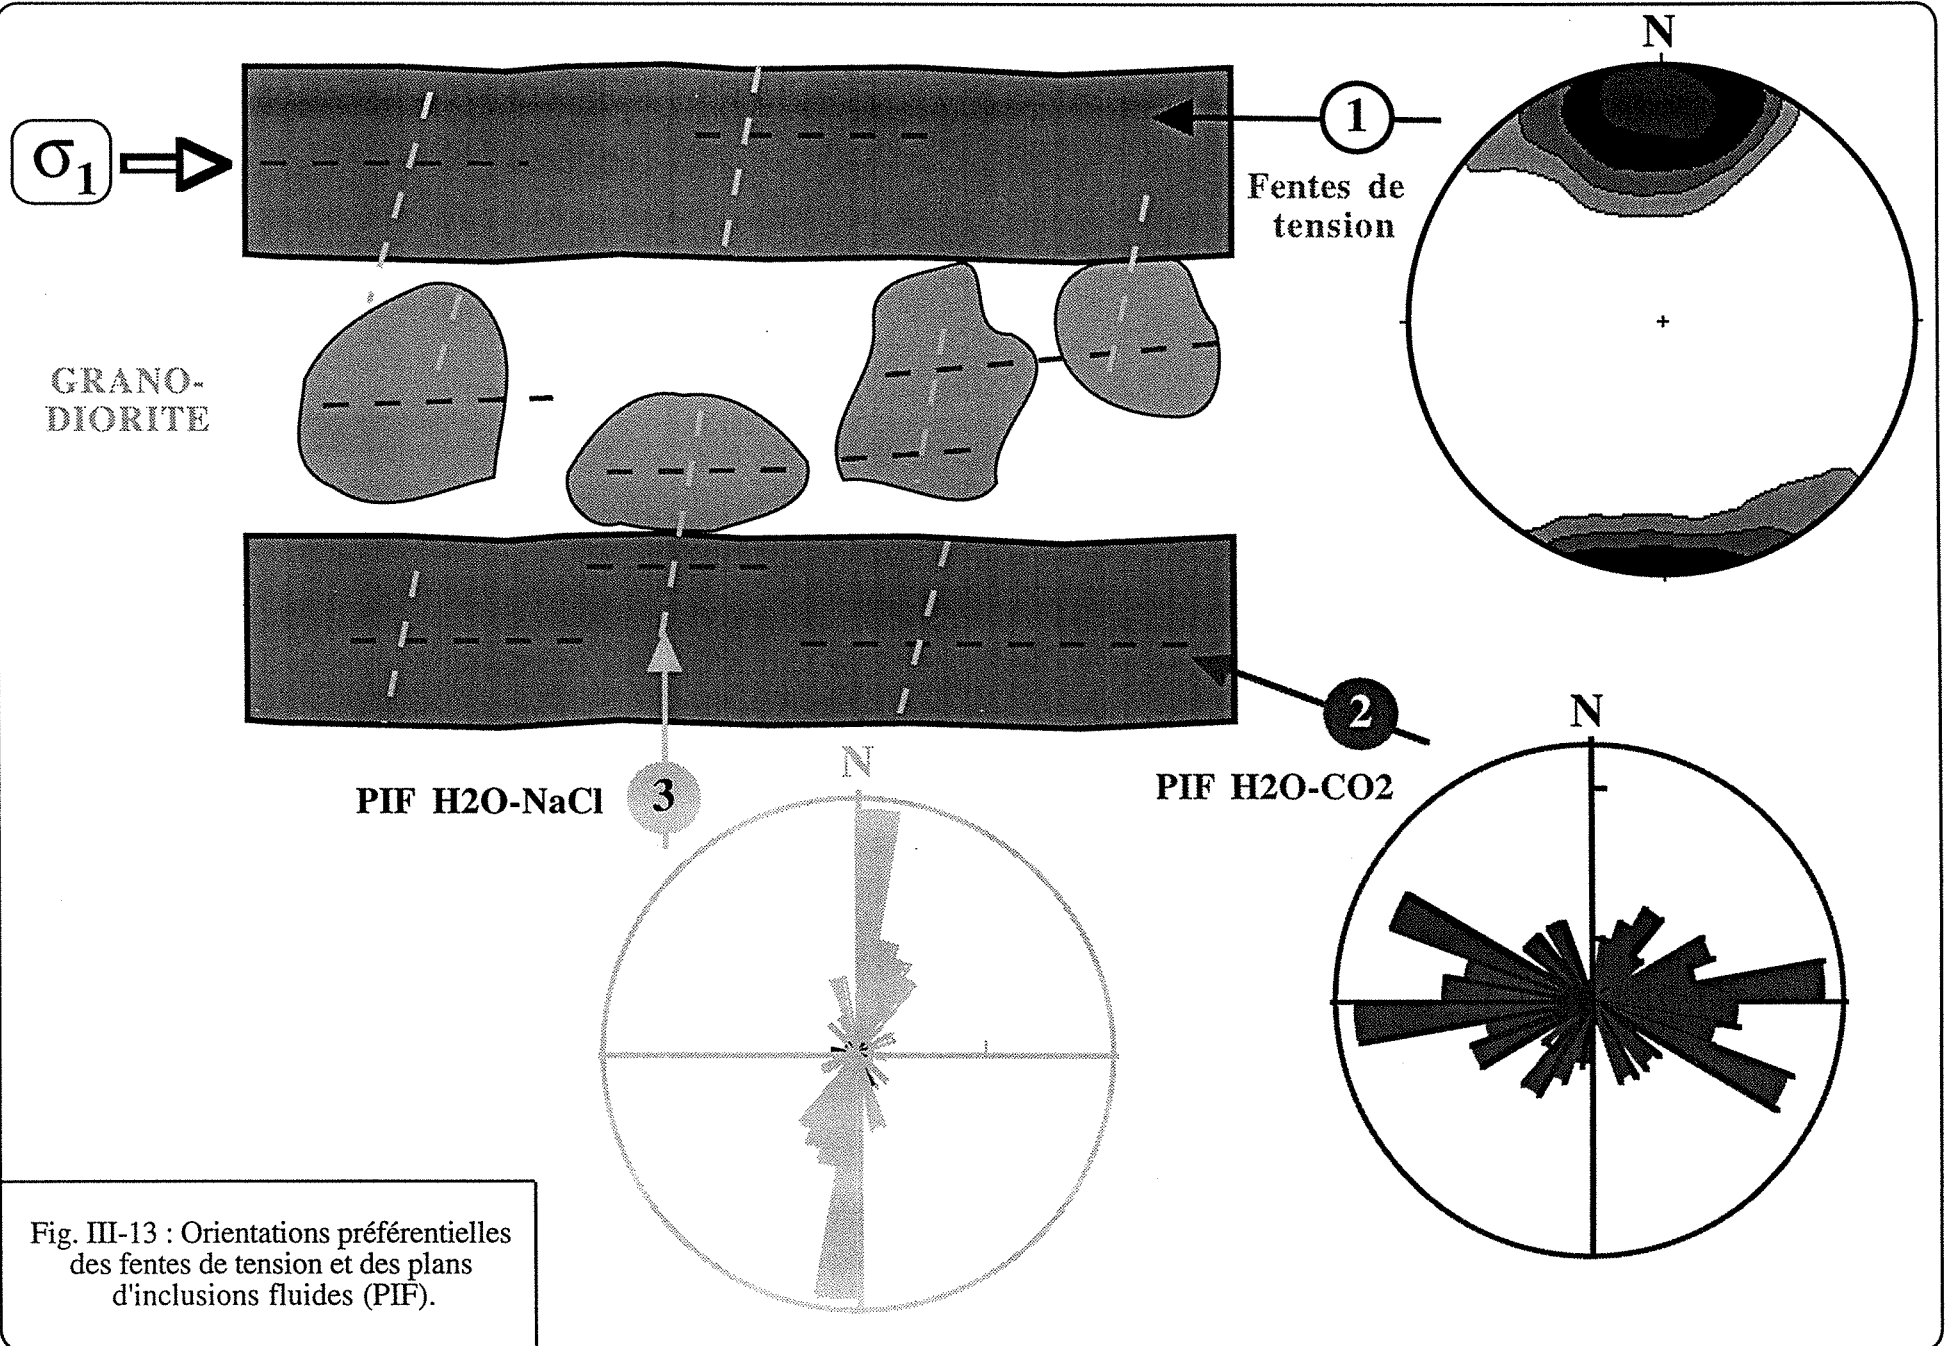 N
σ1
1
Fentes de
tension
GRANO-
DIORITE
2
N
PIF H2O-NaCl
3
N
PIF H2O-CO2
Fig. III-13 : Orientations préférentielles
des fentes de tension et des plans
d'inclusions fluides (PIF).